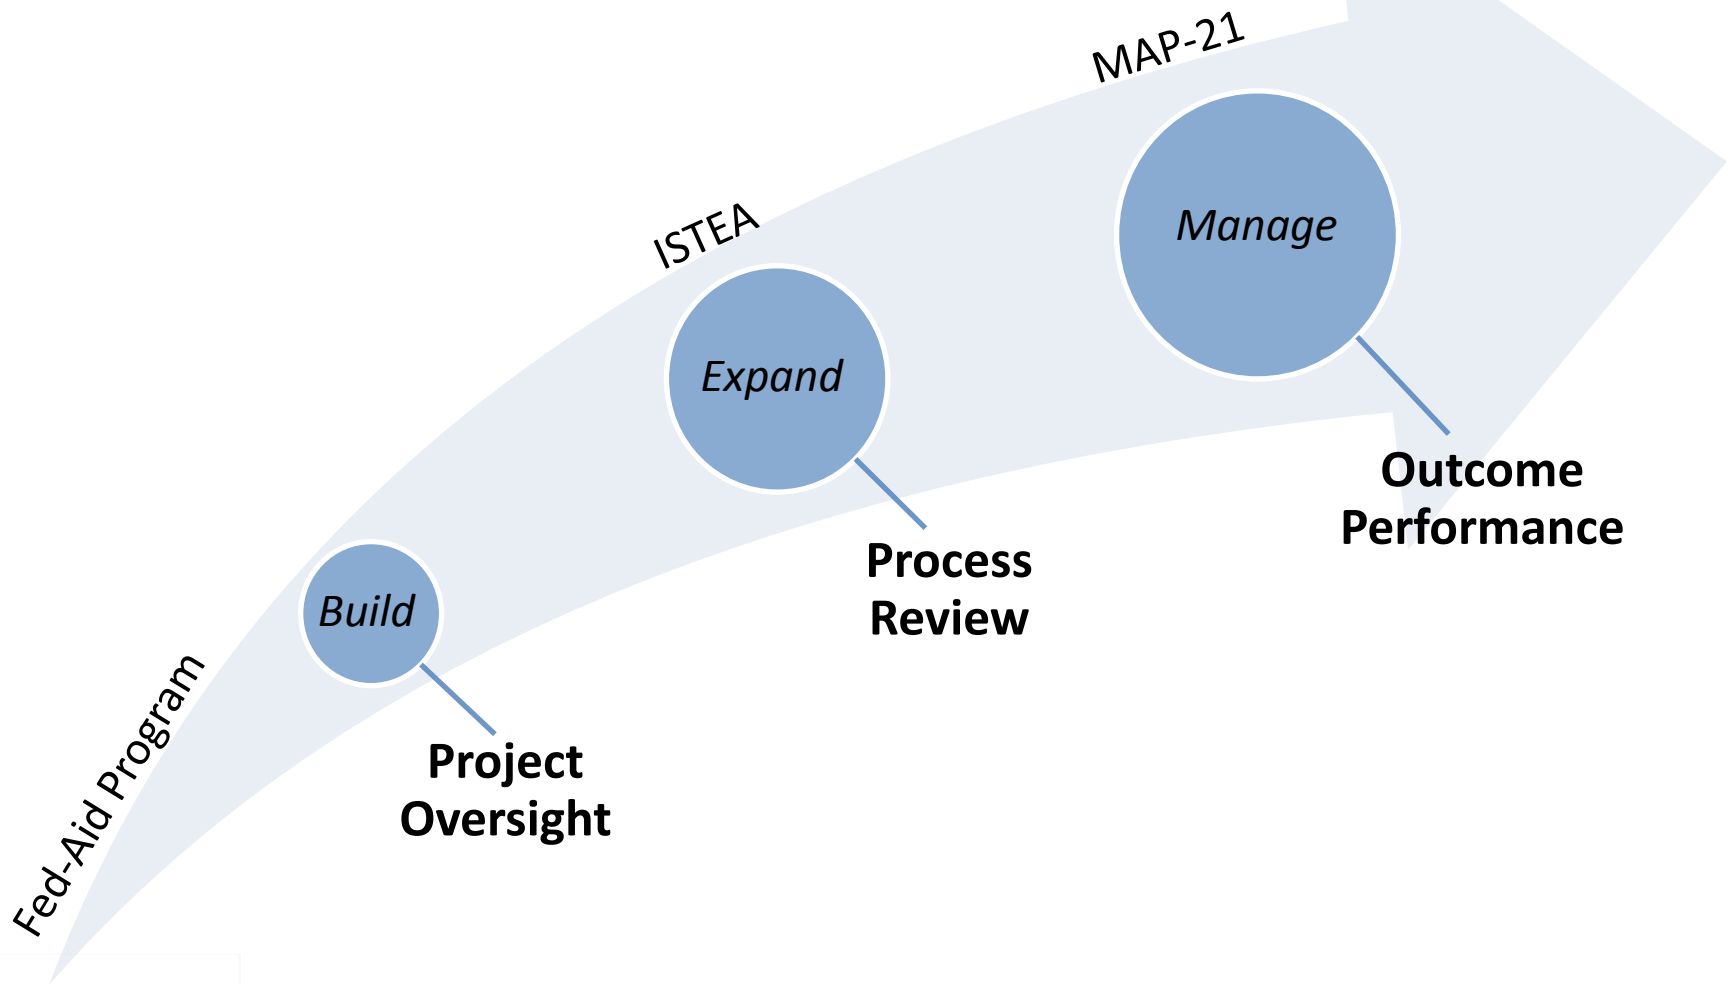 Fed-Aid Program
Build
Project
Oversight
ISTEA
Expand
Process
Review
MAP-21
Manage
Outcome
Performance